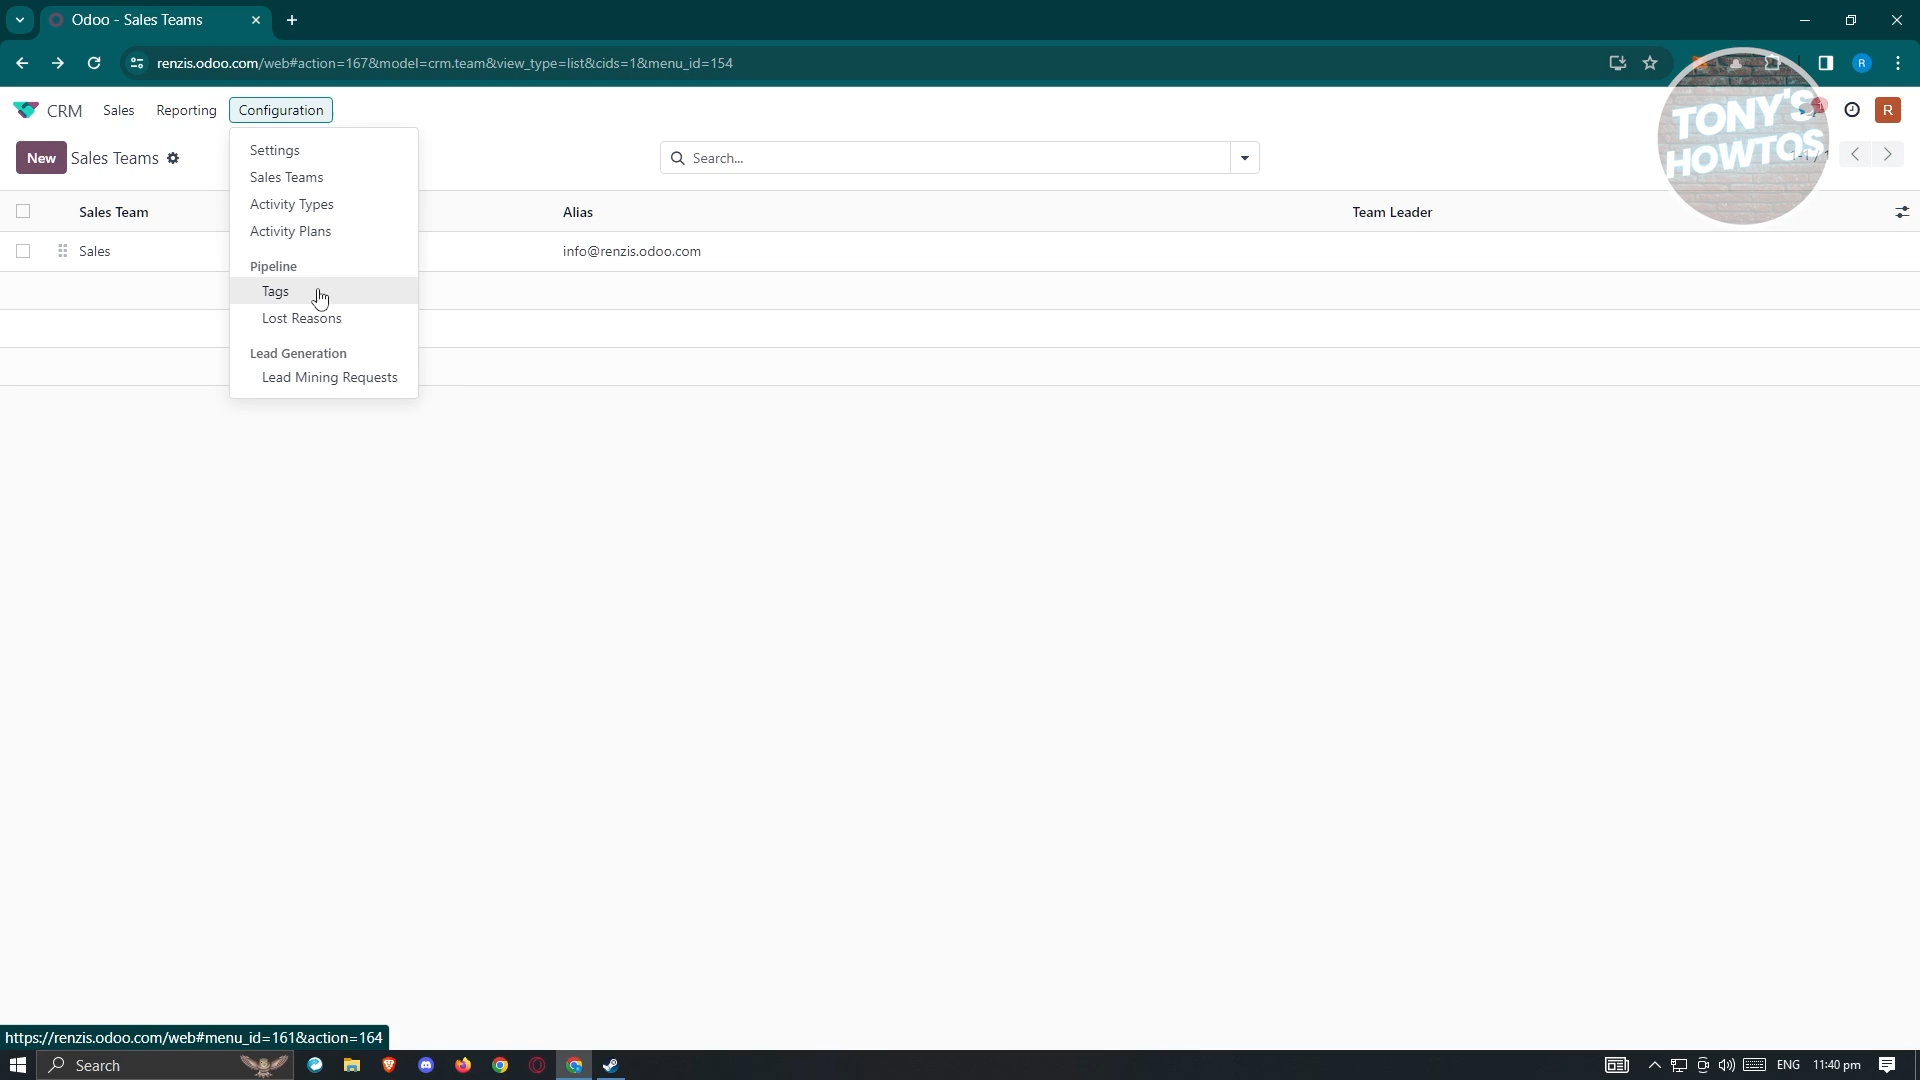 Odoo - Sales Teams
renzis.odoo.com/web#action=167&model=crm.team&view_type=list&cids=1&menu_id=154
R
CRM Sales Reporting Configuration
R
TONY'S
HOWTOS
New Sales Teams
Search...
Settings
Sales Teams
Activity Types
Activity Plans
Pipeline
Tags
Lost Reasons
Lead Generation
Lead Mining Requests
Sales Team Alias Team Leader
Sales info@renzis.odoo.com
https://renzis.odoo.com/web#menu_id=161&action=164
Search
ENG 11:40 pm